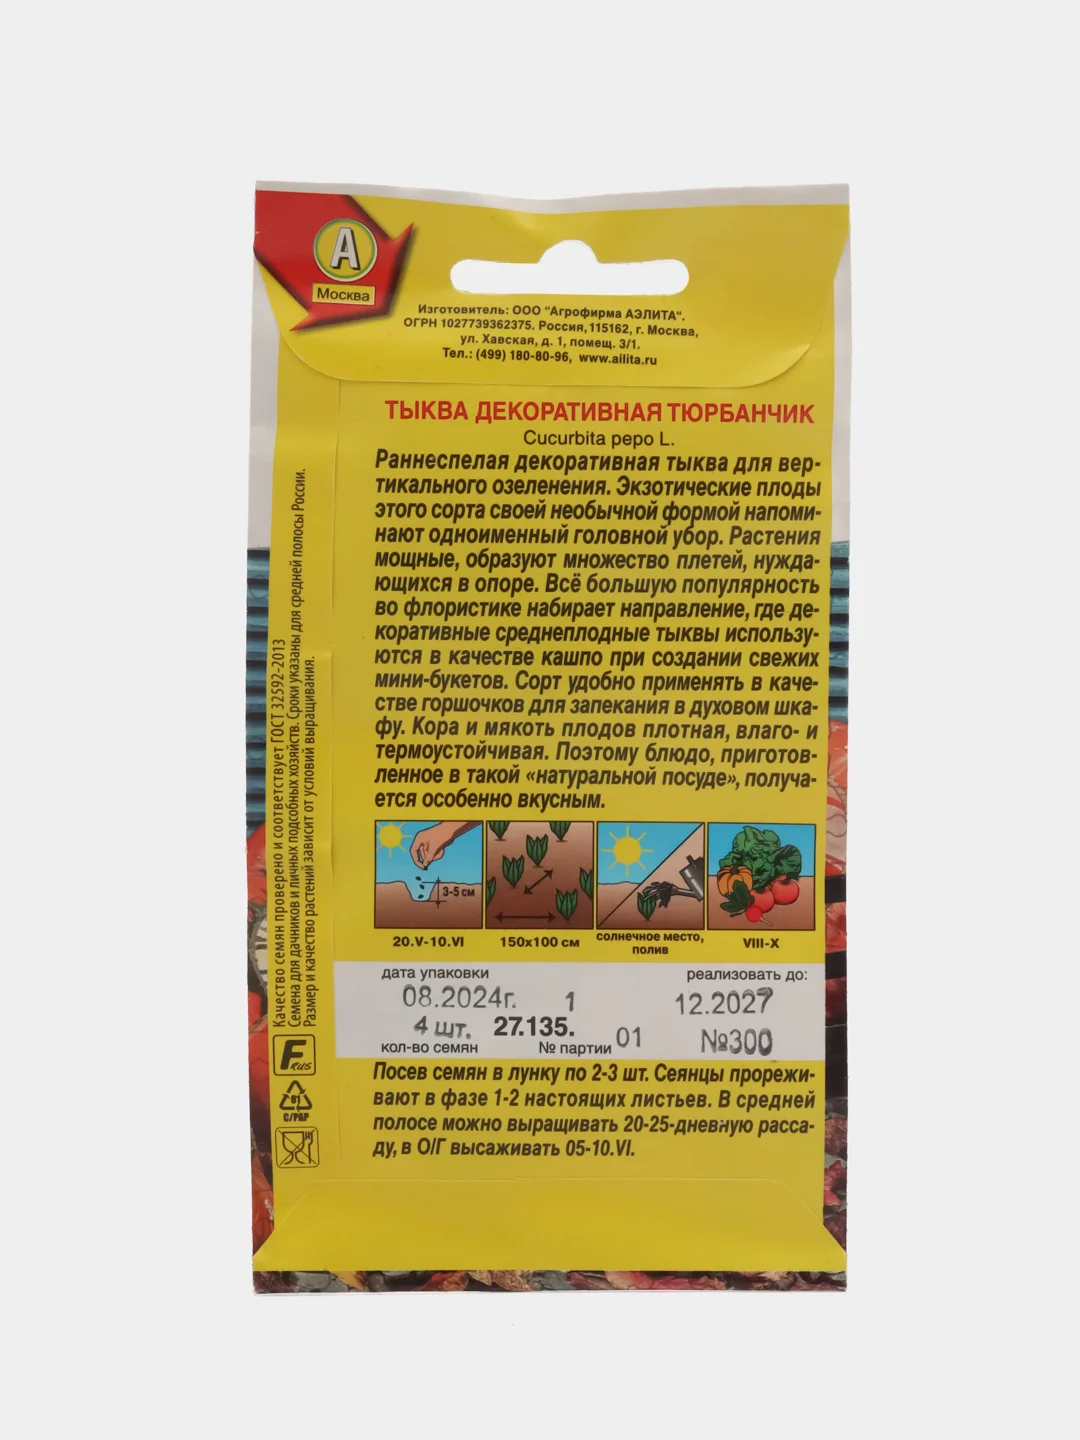 А
Москва
Изготовитель: ООО "Агрофирма АЭЛИТА".
ОГРН 1027739362375. Россия, 115162, г. Москва,
ул. Хавская, д. 1, помещ. 3/1.
Тел.: (499) 180-80-96, www.ailita.ru
ТЫКВА ДЕКОРАТИВНАЯ ТЮРБАНЧИК
Cucurbita pepo L.
Раннеспелая декоративная тыква для вер-
тикального озеленения. Экзотические плоды
этого сорта своей необычной формой напоми-
нают одноименный головной убор. Растения
мощные, образуют множество плетей, нужда-
ющихся в опоре. Всё большую популярность
во флористике набирает направление, где де-
коративные среднеплодные тыквы использу-
ются в качестве кашпо при создании свежих
мини-букетов. Сорт удобно применять в каче-
стве горшочков для запекания в духовом шка-
фу. Кора и мякоть плодов плотная, влаго- и
термоустойчивая. Поэтому блюдо, приготов-
ленное в такой «натуральной посуде», получа-
ется особенно вкусным.
3-5 см
20.V-10.VI
150х100 см
солнечное место,
полив
VIII-X
дата упаковки
реализовать до:
08.2024г. 1 12.2027
4 шт. 27.135. 01 №300
кол-во семян
№ партии
Посев семян в лунку по 2-3 шт. Сеянцы прорежи-
вают в фазе 1-2 настоящих листьев. В средней
полосе можно выращивать 20-25-дневную расса-
ду, в О/Г высаживать 05-10.VI.
Качество семян проверено и соответствует ГОСТ 32592-2013
Семена для дачников и личных подсобных хозяйств. Сроки указаны для средней полосы России.
Размер и качество растений зависит от условий выращивания.
F RUS
01
C/PAP